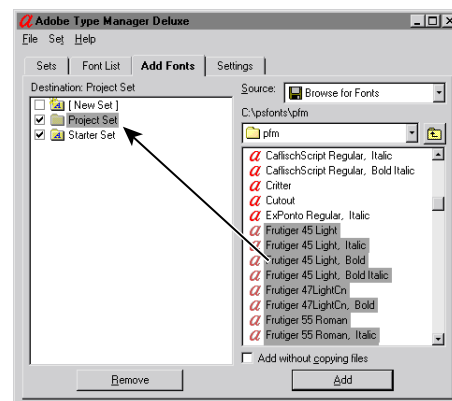 Adobe Type Manager Deluxe
File Set Help
Sets Font List Add Fonts Settings
Destination: Project Set
[ New Set ]
Project Set
Starter Set
Remove
Source: Browse for Fonts
C:\psfonts\pfm
pfm
CaflischScript Regular, Italic
CaflischScript Regular, Bold Italic
Critter
Cutout
ExPonto Regular, Italic
Frutiger 45 Light
Frutiger 45 Light, Italic
Frutiger 45 Light, Bold
Frutiger 45 Light, Bold Italic
Frutiger 47LightCn
Frutiger 47LightCn, Bold
Frutiger 55 Roman
Frutiger 55 Roman, Italic
Add without copying files
Add